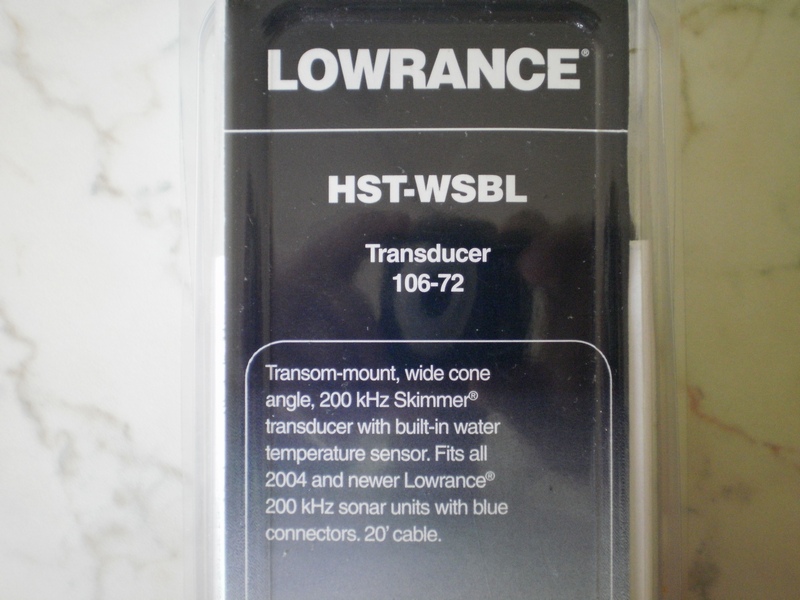 LOWRANCE®
HST-WSBL
Transducer
106-72
Transom-mount, wide cone
angle, 200 kHz Skimmer®
transducer with built-in water
temperature sensor. Fits all
2004 and newer Lowrance®
200 kHz sonar units with blue
connectors. 20' cable.